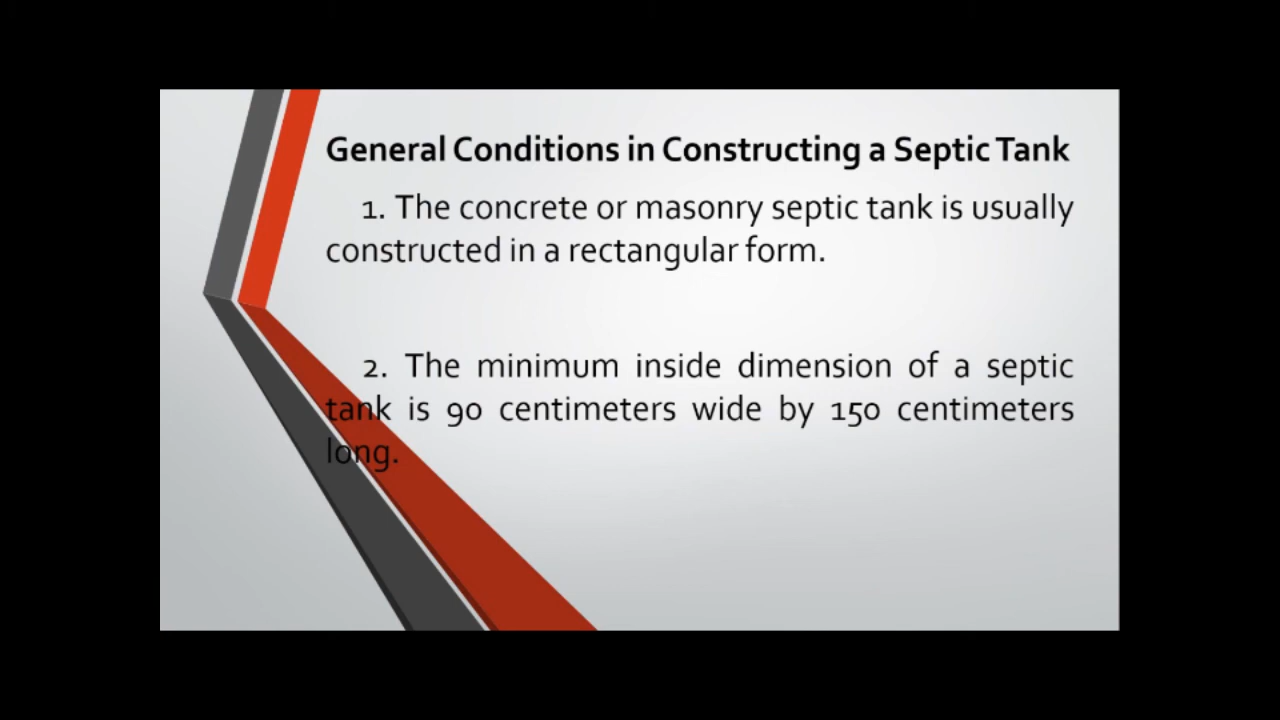 General Conditions in Constructing a Septic Tank
1. The concrete or masonry septic tank is usually
constructed in a rectangular form.
2. The minimum inside dimension of a septic
tank is 90 centimeters wide by 150 centimeters
long.